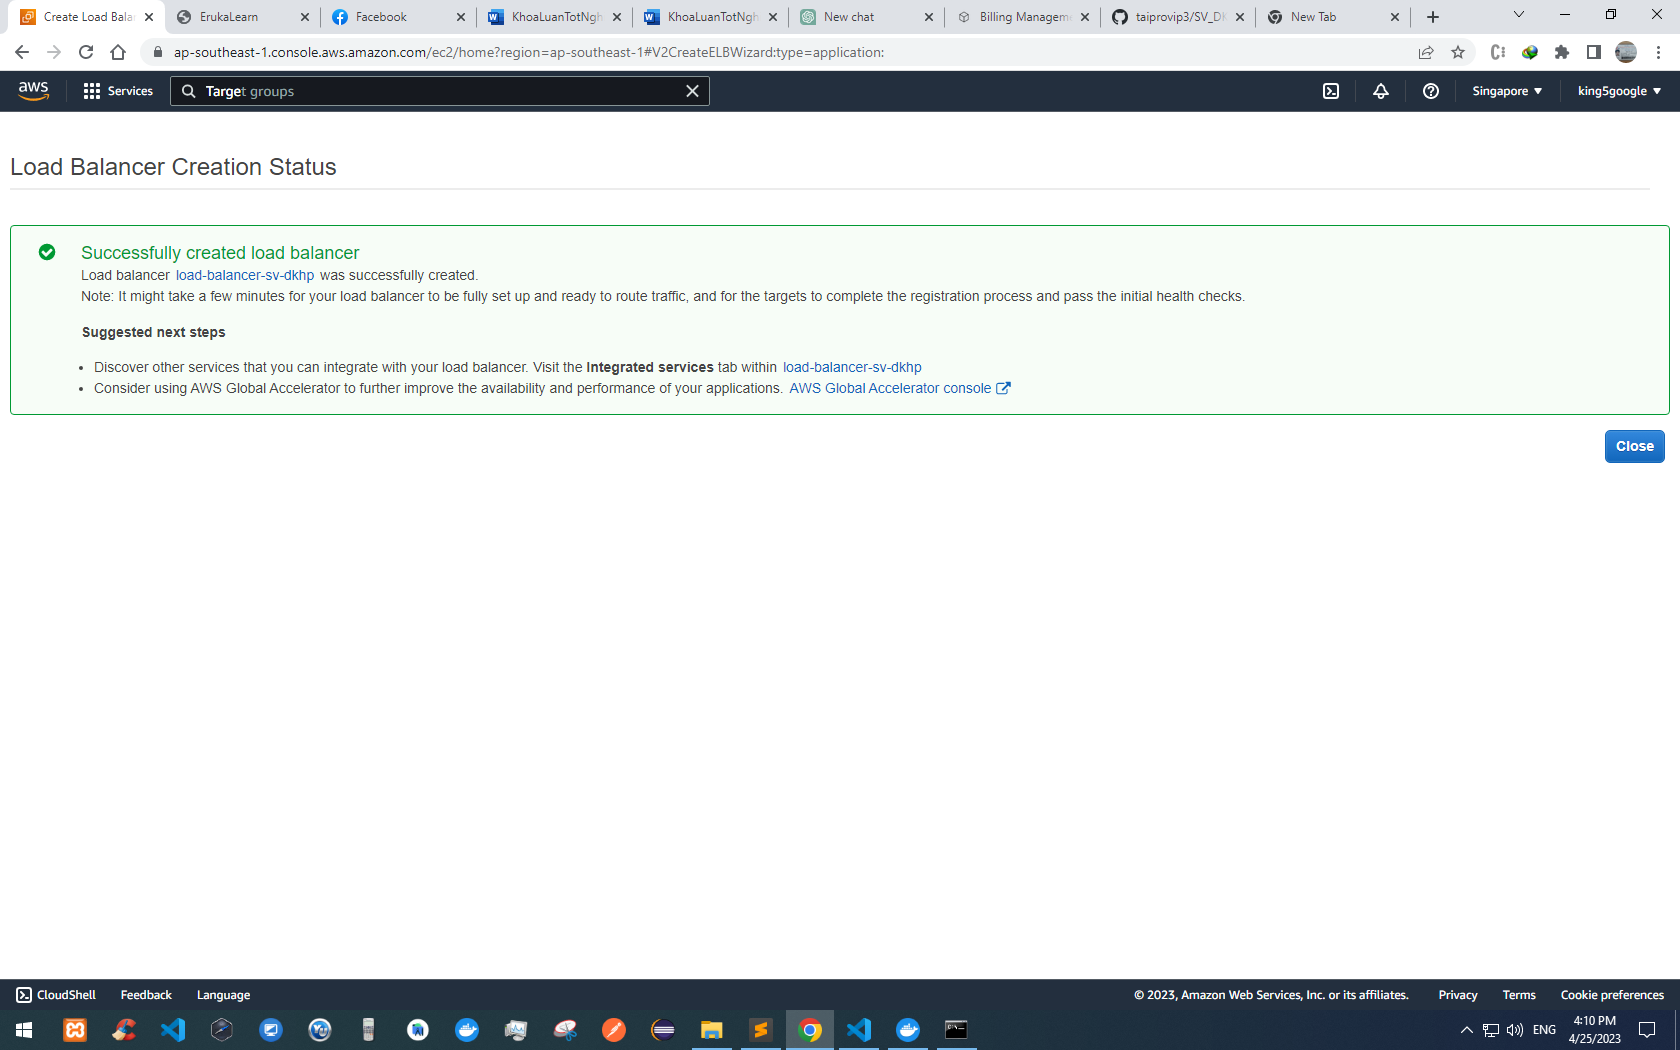 Create Load Bala
ErukaLearn
Facebook
KhoaLuanTotNgh
KhoaLuanTotNgh
New chat
Billing Manageme
taiprovip3/SV_DK
New Tab
ap-southeast-1.console.aws.amazon.com/ec2/home?region=ap-southeast-1#V2CreateELBWizard:type=application:
aws
Services
Target groups
Singapore
king5google
Load Balancer Creation Status
Successfully created load balancer
Load balancer load-balancer-sv-dkhp was successfully created.
Note: It might take a few minutes for your load balancer to be fully set up and ready to route traffic, and for the targets to complete the registration process and pass the initial health checks.
Suggested next steps
• Discover other services that you can integrate with your load balancer. Visit the Integrated services tab within load-balancer-sv-dkhp
• Consider using AWS Global Accelerator to further improve the availability and performance of your applications. AWS Global Accelerator console
Close
CloudShell
Feedback
Language
© 2023, Amazon Web Services, Inc. or its affiliates.
Privacy
Terms
Cookie preferences
ENG
4:10 PM
4/25/2023